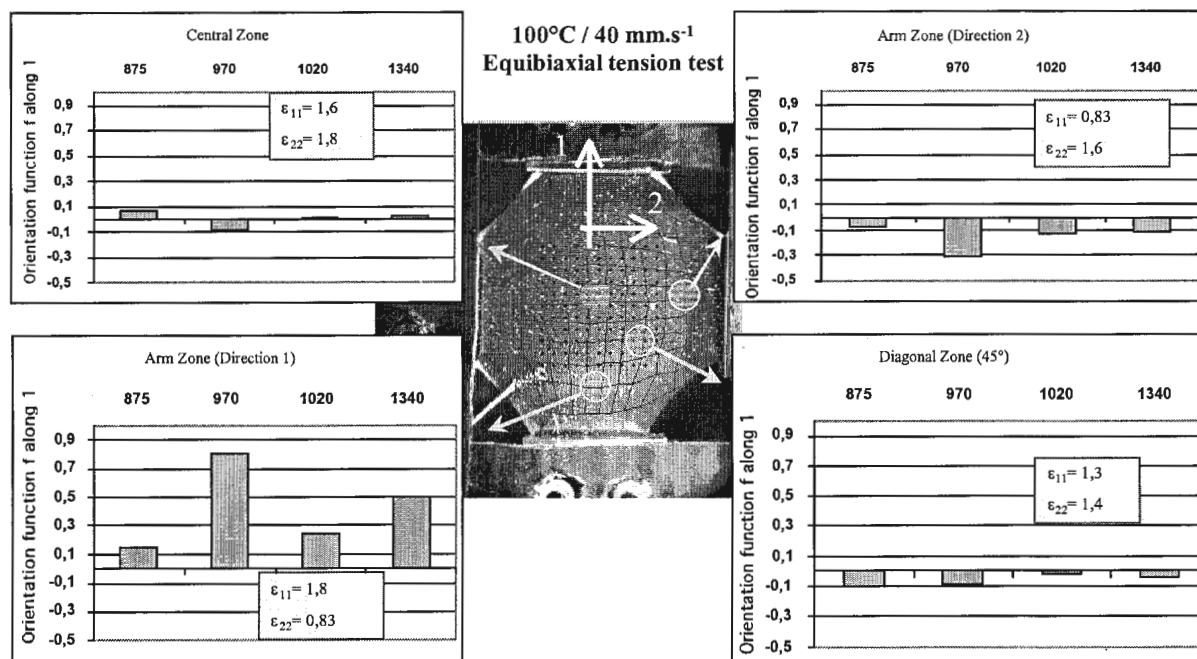 Central Zone
875 970 1020 1340
Orientation function f along 1
0,9
0,7
0,5
0,3
0,1
-0,1
-0,3
-0,5
ε11= 1,6
ε22= 1,8
100°C / 40 mm.s-1
Equibiaxial tension test
1
2
Arm Zone (Direction 2)
875 970 1020 1340
Orientation function f along 1
0,9
0,7
0,5
0,3
0,1
-0,1
-0,3
-0,5
ε11= 0,83
ε22= 1,6
Arm Zone (Direction 1)
875 970 1020 1340
Orientation function f along 1
0,9
0,7
0,5
0,3
0,1
-0,1
-0,3
-0,5
ε11= 1,8
ε22= 0,83
Diagonal Zone (45°)
875 970 1020 1340
Orientation function f along 1
0,9
0,7
0,5
0,3
0,1
-0,1
-0,3
-0,5
ε11= 1,3
ε22= 1,4